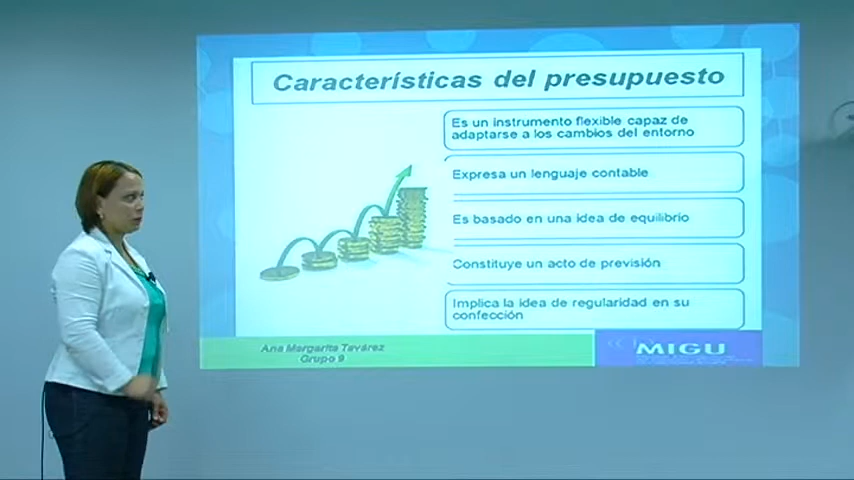 Características del presupuesto
Es un instrumento flexible capaz de
adaptarse a los cambios del entorno
Expresa un lenguaje contable
Es basado en una idea de equilibrio
Constituye un acto de previsión
Implica la idea de regularidad en su
confección
Ana Margarita Tavárez
Grupo 9
MIGU